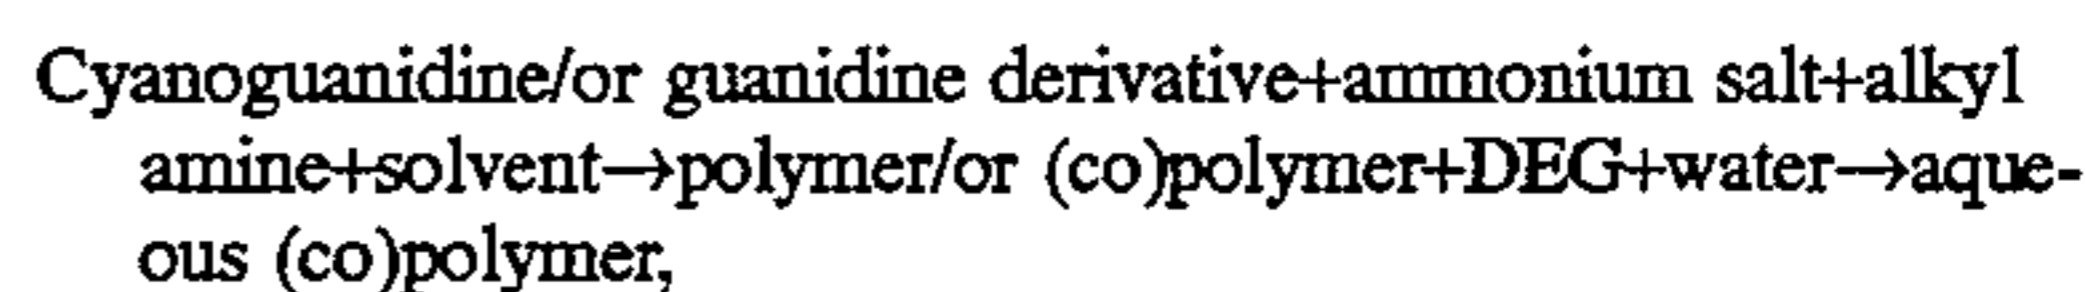 Cyanoguanidine/or guanidine derivative+ammonium salt+alkyl
amine+solvent→polymer/or (co)polymer+DEG+water→aque-
ous (co)polymer,